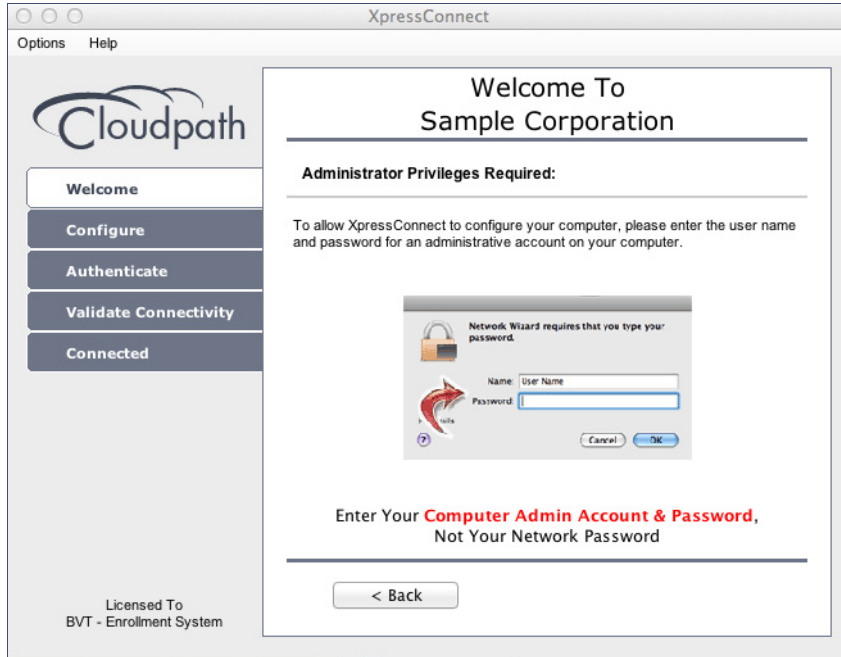 XpressConnect
Options Help
Cloudpath
Welcome
Configure
Authenticate
Validate Connectivity
Connected
Licensed To
BVT - Enrollment System
Welcome To
Sample Corporation
Administrator Privileges Required:
To allow XpressConnect to configure your computer, please enter the user name
and password for an administrative account on your computer.
Network Wizard requires that you type your
password.
Name: User Name
Password:
?
Cancel OK
Enter Your Computer Admin Account & Password,
Not Your Network Password
< Back